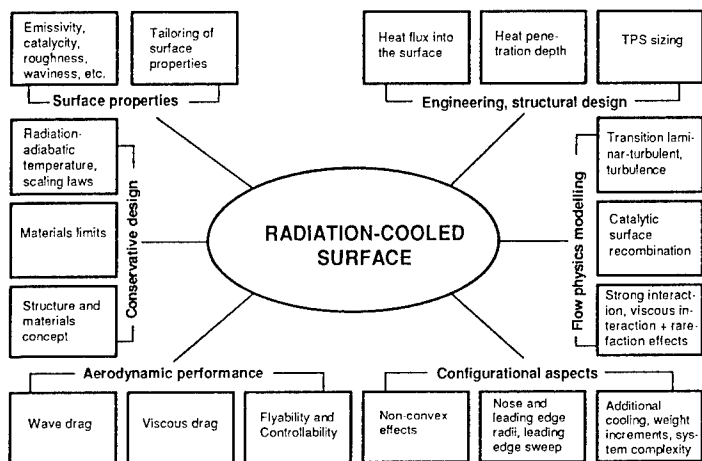 Emissivity,
catalycity,
roughness,
waviness, etc.
Tailoring of
surface
properties
Surface properties
Heat flux into
the surface
Heat pene-
tration depth
TPS sizing
Engineering, structural design
Radiation-
adiabatic
temperature,
scaling laws
Materials limits
Structure and
materials
concept
Conservative design
RADIATION-COOLED
SURFACE
Flow physics modelling
Transition lami-
nar-turbulent,
turbulence
Catalytic
surface
recombination
Strong interact-
ion, viscous in-
teraction + rare-
faction effects
Aerodynamic performance
Wave drag
Viscous drag
Flyability and
Controllability
Configurational aspects
Non-convex
effects
Nose and
leading edge
radii, leading
edge sweep
Additional
cooling, weight
increments, sys-
tem complexity